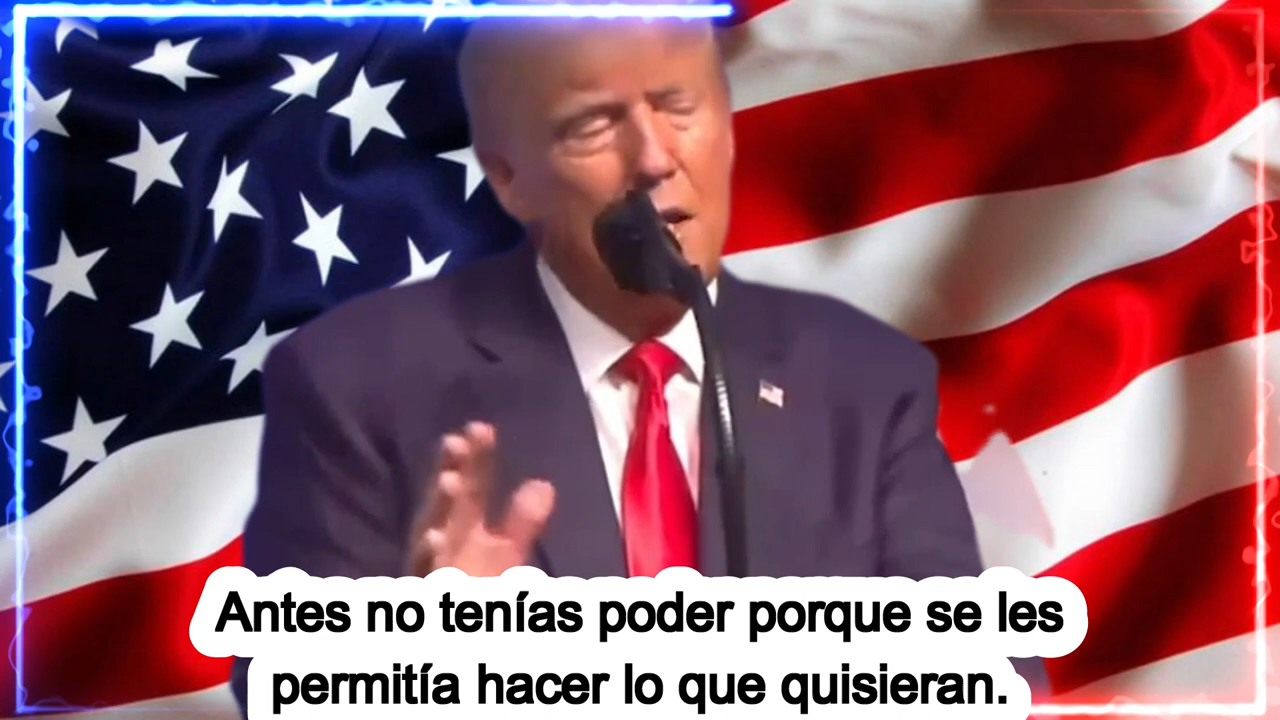 Antes no tenías poder porque se les
permitía hacer lo que quisieran.